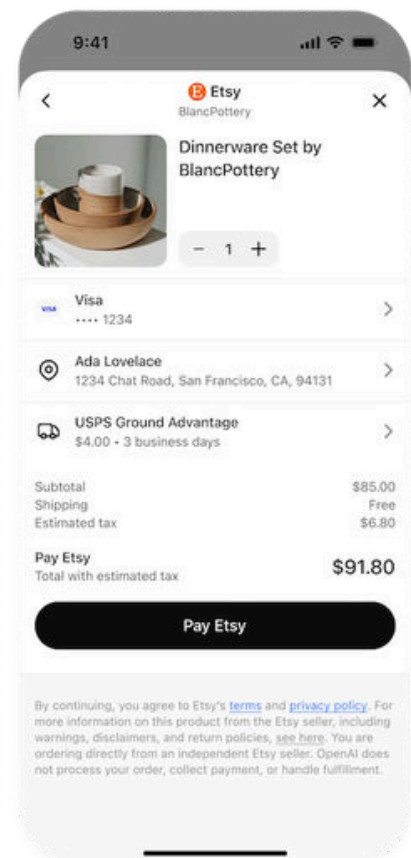 9:41
Etsy
BlancPottery
Dinnerware Set by
BlancPottery
− 1 +
VISA
Visa
•••• 1234
Ada Lovelace
1234 Chat Road, San Francisco, CA, 94131
USPS Ground Advantage
$4.00 • 3 business days
Subtotal $85.00
Shipping Free
Estimated tax $6.80
Pay Etsy
Total with estimated tax $91.80
Pay Etsy
By continuing, you agree to Etsy's terms and privacy policy. For
more information on this product from the Etsy seller, including
warnings, disclaimers, and return policies, see here. You are
ordering directly from an independent Etsy seller. OpenAI does
not process your order, collect payment, or handle fulfillment.